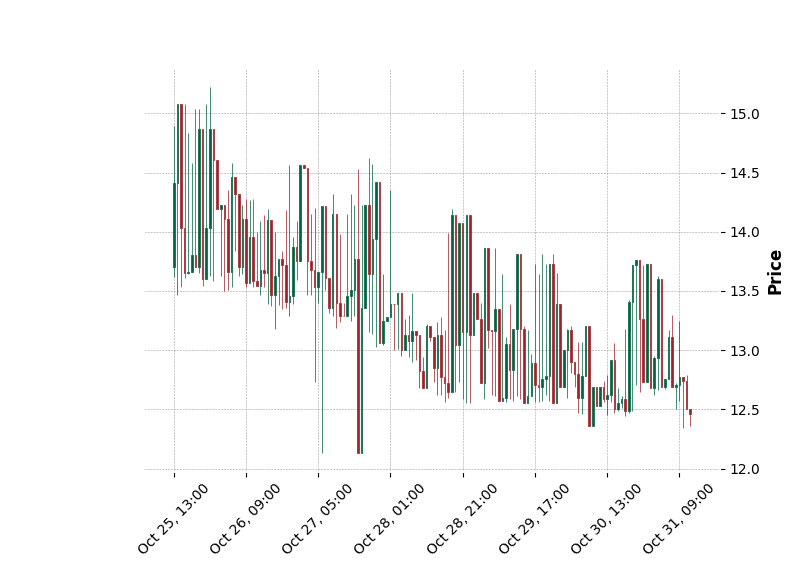 15.0
14.5
14.0
13.5
13.0
12.5
12.0
Price
Oct 25, 13:00
Oct 26, 09:00
Oct 27, 05:00
Oct 28, 01:00
Oct 28, 21:00
Oct 29, 17:00
Oct 30, 13:00
Oct 31, 09:00